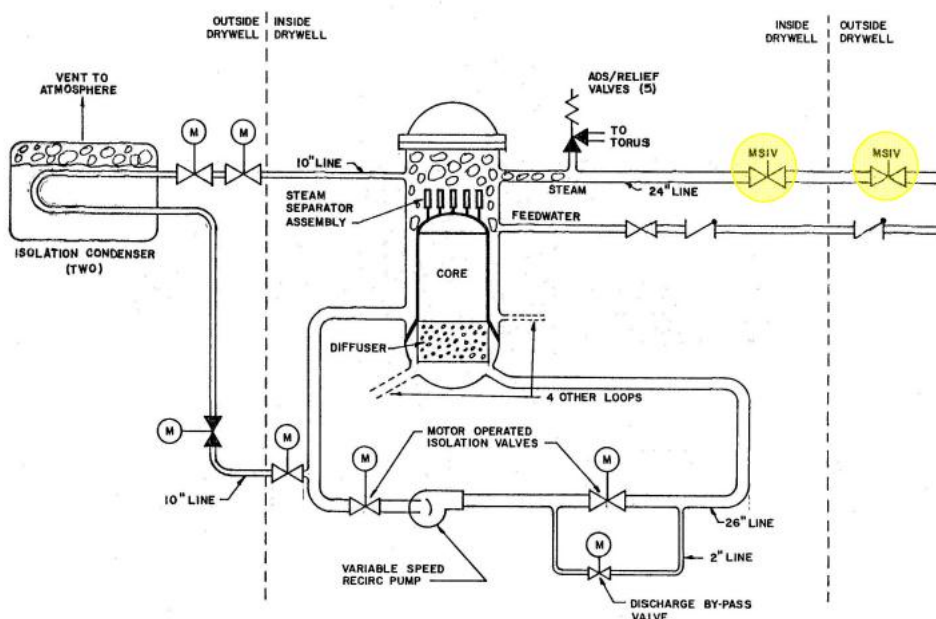 OUTSIDE
DRYWELL
INSIDE
DRYWELL
INSIDE
DRYWELL
OUTSIDE
DRYWELL
VENT TO
ATMOSPHERE
ADS/RELIEF
VALVES (5)
TO
TORUS
M
M
10" LINE
STEAM
24" LINE
MSIV
MSIV
STEAM
SEPARATOR
ASSEMBLY
FEEDWATER
ISOLATION CONDENSER
(TWO)
CORE
DIFFUSER
4 OTHER LOOPS
M
M
MOTOR OPERATED
ISOLATION VALVES
M
M
10" LINE
26" LINE
M
2" LINE
VARIABLE SPEED
RECIRC PUMP
DISCHARGE BY-PASS
VALVE